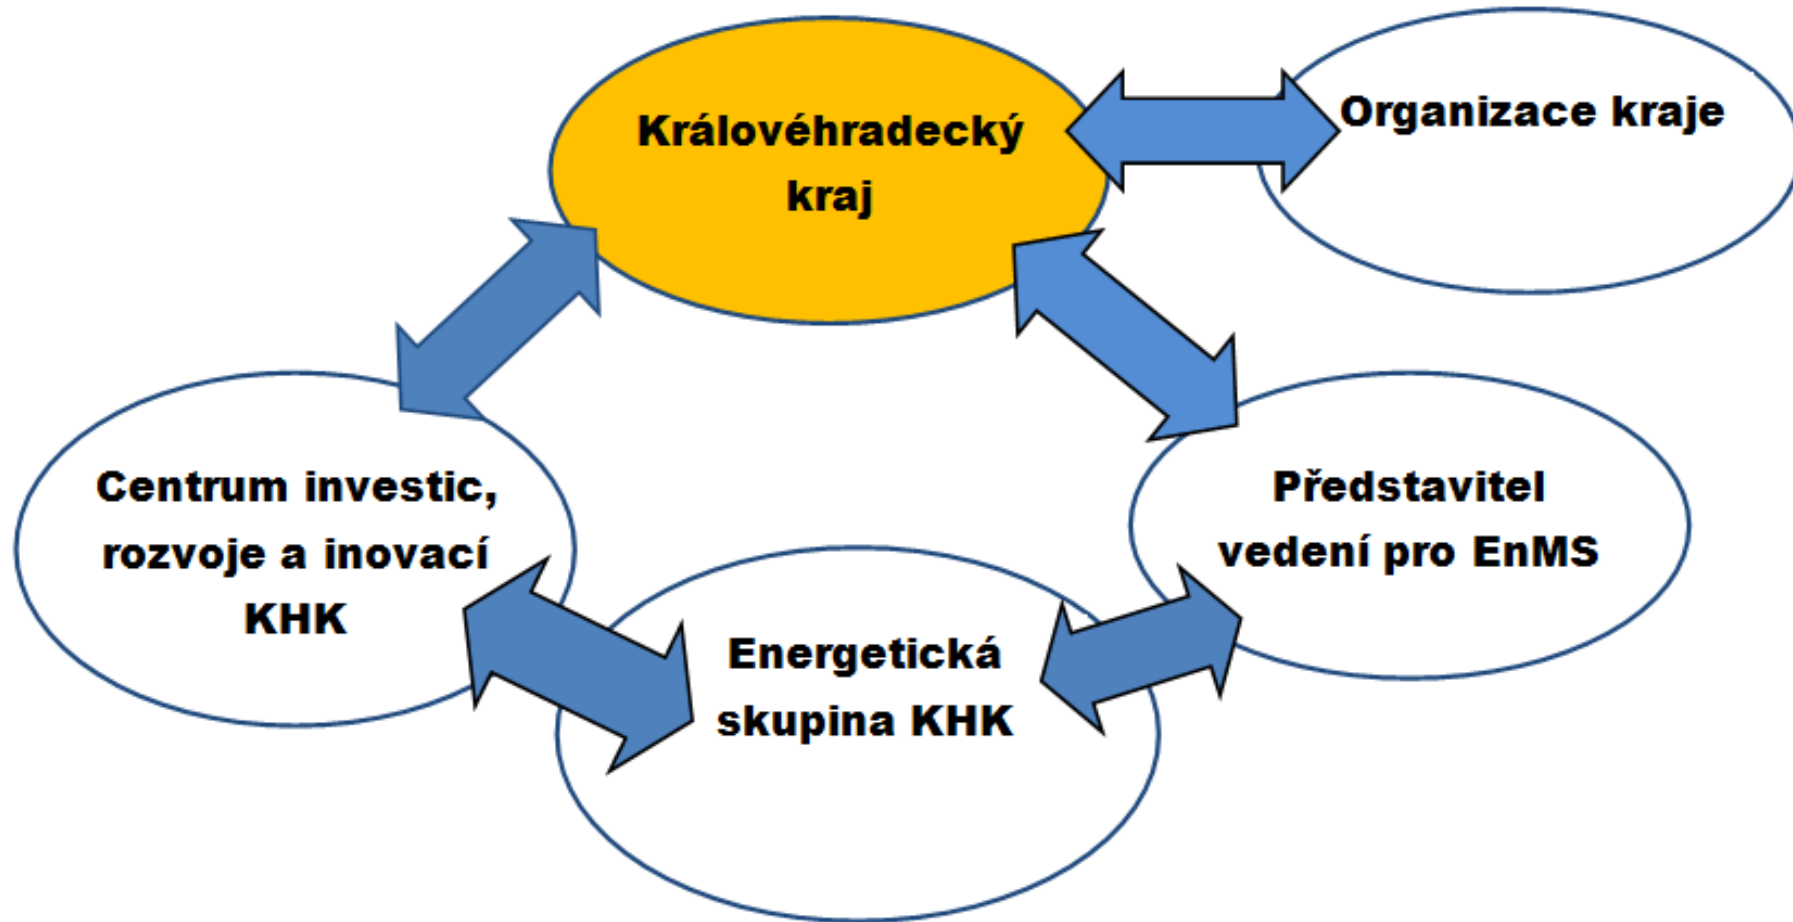 Královéhradecký
kraj
Organizace kraje
Centrum investic,
rozvoje a inovací
KHK
Představitel
vedení pro EnMS
Energetická
skupina KHK